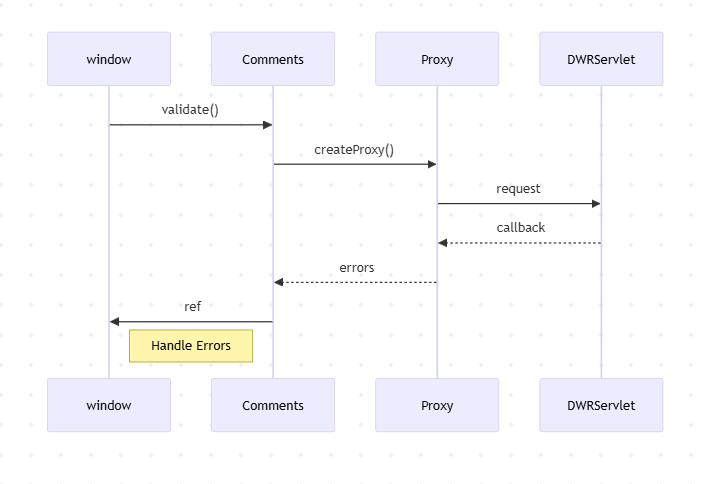 window
Comments
Proxy
DWRServlet
validate()
createProxy()
request
callback
errors
ref
Handle Errors
window
Comments
Proxy
DWRServlet